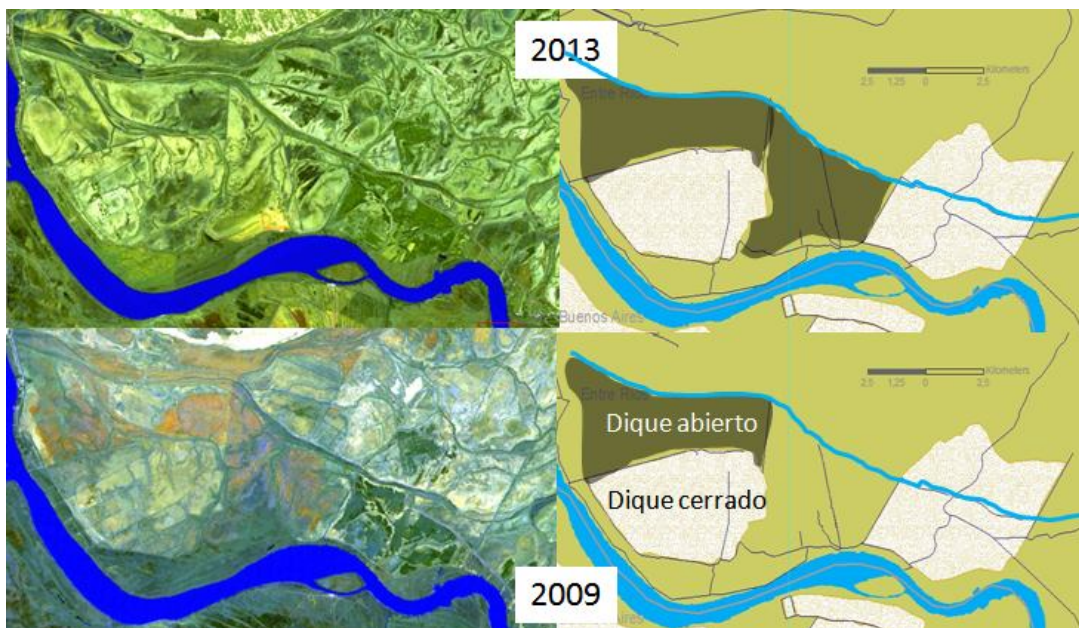 2013
Kilometers
2,5 1,25 0 2,5
Entre Ríos
Buenos Aires
Kilometers
2,5 1,25 0 2,5
Entre Ríos
Dique abierto
Dique cerrado
2009
Buenos Aires